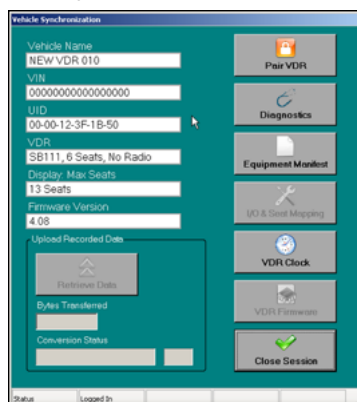 Vehicle Synchronization
Vehicle Name
NEW VDR 010
VIN
00000000000000000
UID
00-00-12-3F-1B-50
VDR
SB111, 6 Seats, No Radio
Display: Max Seats
13 Seats
Firmware Version
4.08
Upload Recorded Data
Retrieve Data
Bytes Transferred
Conversion Status
Pair VDR
Diagnostics
Equipment Manifest
I/O & Seat Mapping
VDR Clock
VDR Firmware
Close Session
Status
Logged In